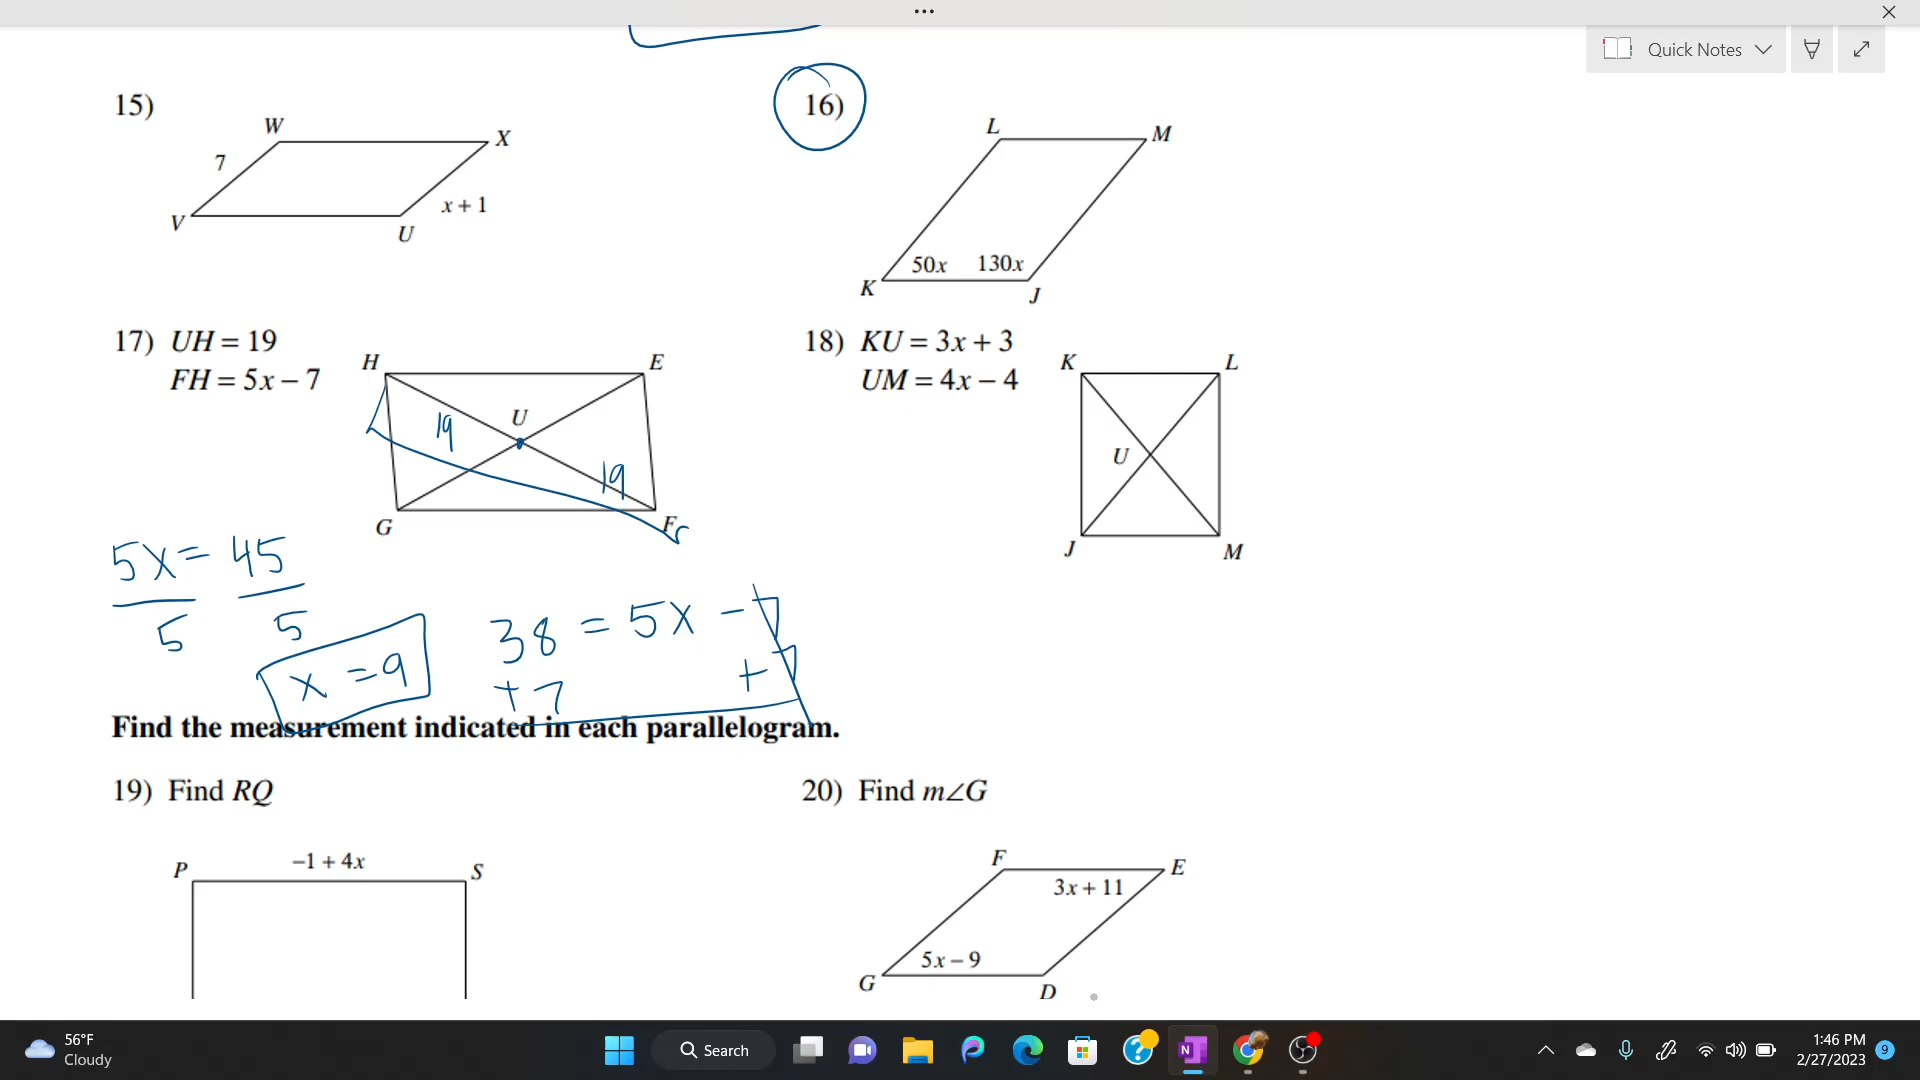 ...
Quick Notes
15)
W
X
7
x + 1
V
U
16)
L
M
50x 130x
K
J
17) UH = 19
FH = 5x – 7
H
E
U
19
19
G
F
18) KU = 3x + 3
UM = 4x – 4
K
L
U
J
M
5x = 45
5 5
x = 9
38 = 5x - 7
+ 7 + 7
Find the measurement indicated in each parallelogram.
19) Find RQ
P
–1 + 4x
S
20) Find m∠G
F
E
3x + 11
5x – 9
G
D
56°F
Cloudy
Search
1:46 PM
2/27/2023
9